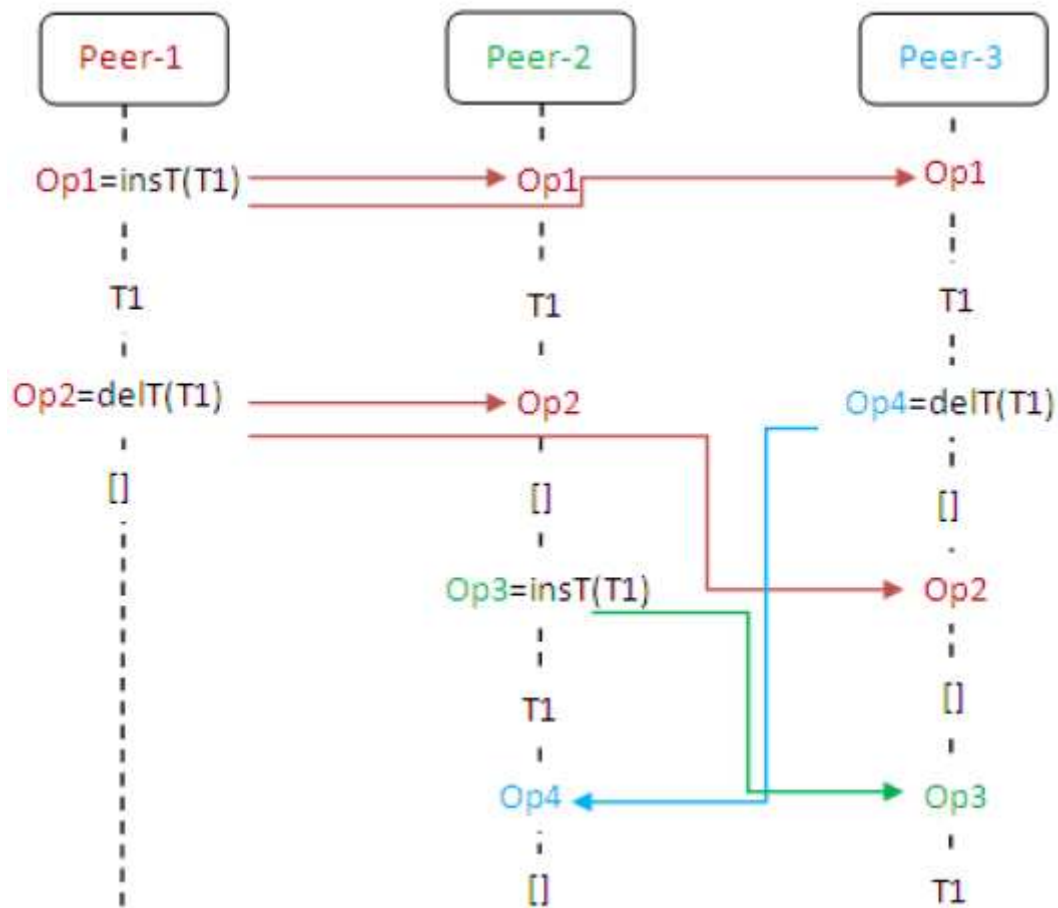 Peer-1 Peer-2 Peer-3
Op1=insT(T1) Op1 Op1
T1 T1 T1
Op2=delT(T1) Op2 Op4=delT(T1)
[] [] []
Op3=insT(T1) Op2
T1 []
Op4 Op3
[] T1